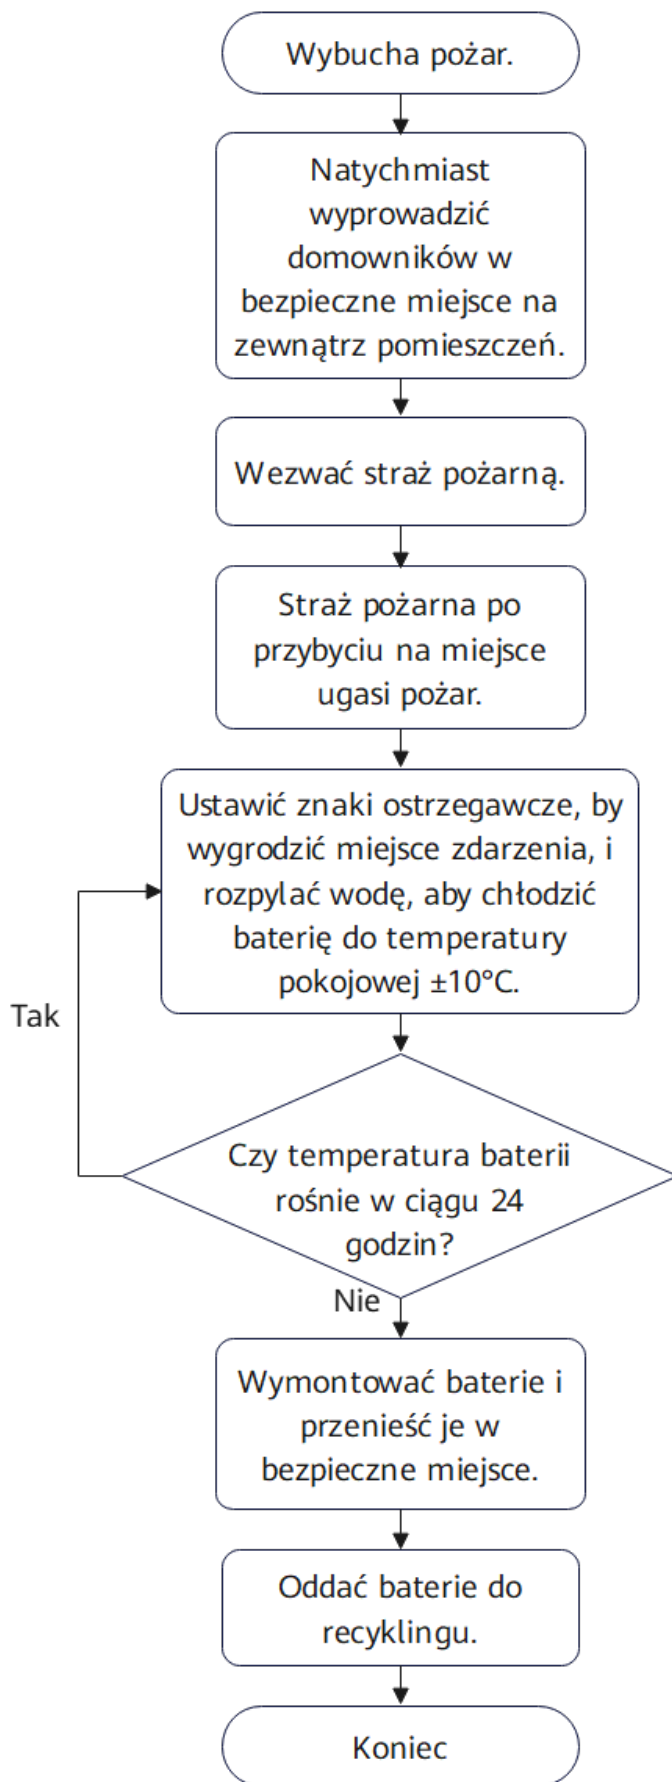 Wybucha pożar.
Natychmiast
wyprowadzić
domowników w
bezpieczne miejsce na
zewnątrz pomieszczeń.
Wezwać straż pożarną.
Straż pożarna po
przybyciu na miejsce
ugasi pożar.
Ustawić znaki ostrzegawcze, by
wygrodzić miejsce zdarzenia, i
rozpylać wodę, aby chłodzić
baterię do temperatury
pokojowej ±10°C.
Tak
Czy temperatura baterii
rośnie w ciągu 24
godzin?
Nie
Wymontować baterie i
przenieść je w
bezpieczne miejsce.
Oddać baterie do
recyklingu.
Koniec